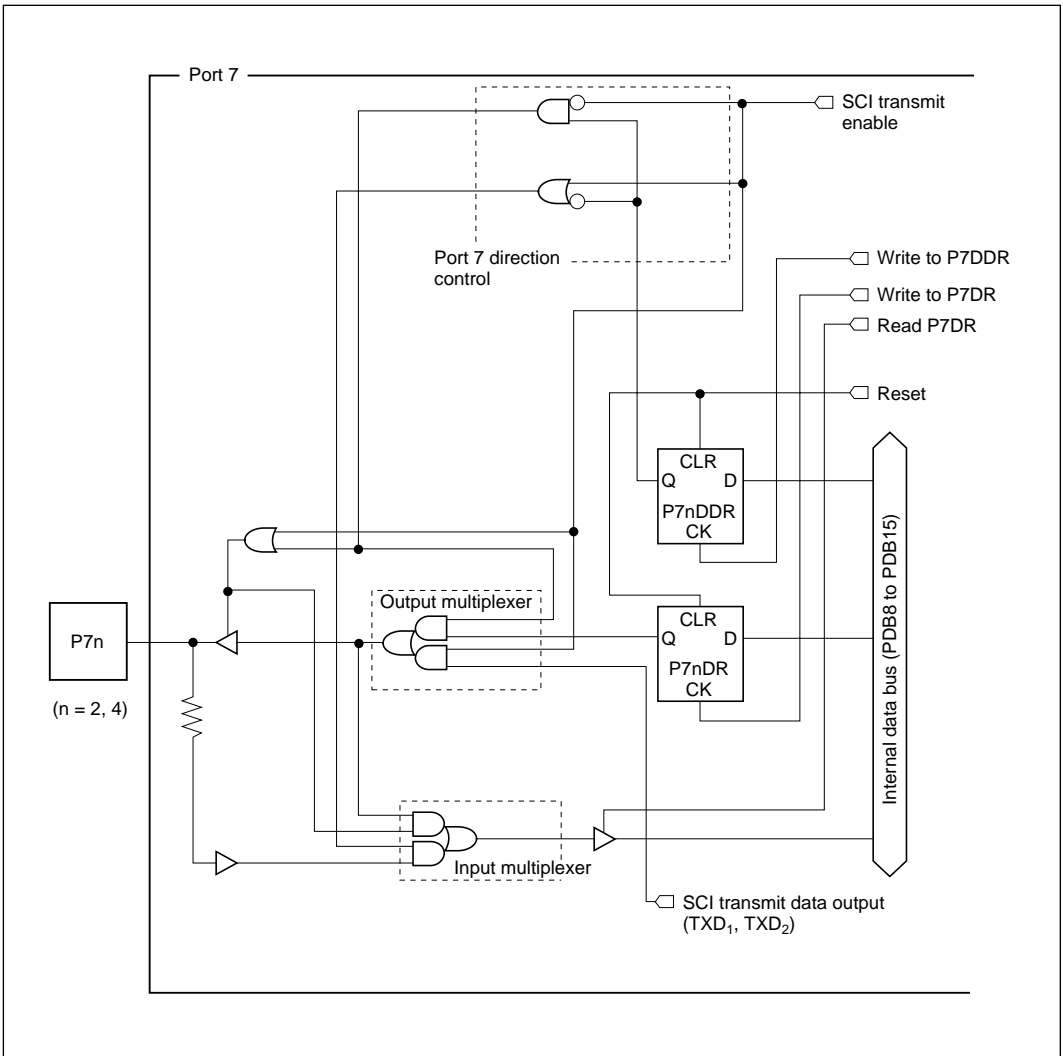 Port 7
SCI transmit
enable
Port 7 direction
control
Write to P7DDR
Write to P7DR
Read P7DR
Reset
CLR
Q D
P7nDDR
CK
Output multiplexer
P7n
(n = 2, 4)
CLR
Q D
P7nDR
CK
Internal data bus (PDB8 to PDB15)
Input multiplexer
SCI transmit data output
(TXD₁, TXD₂)